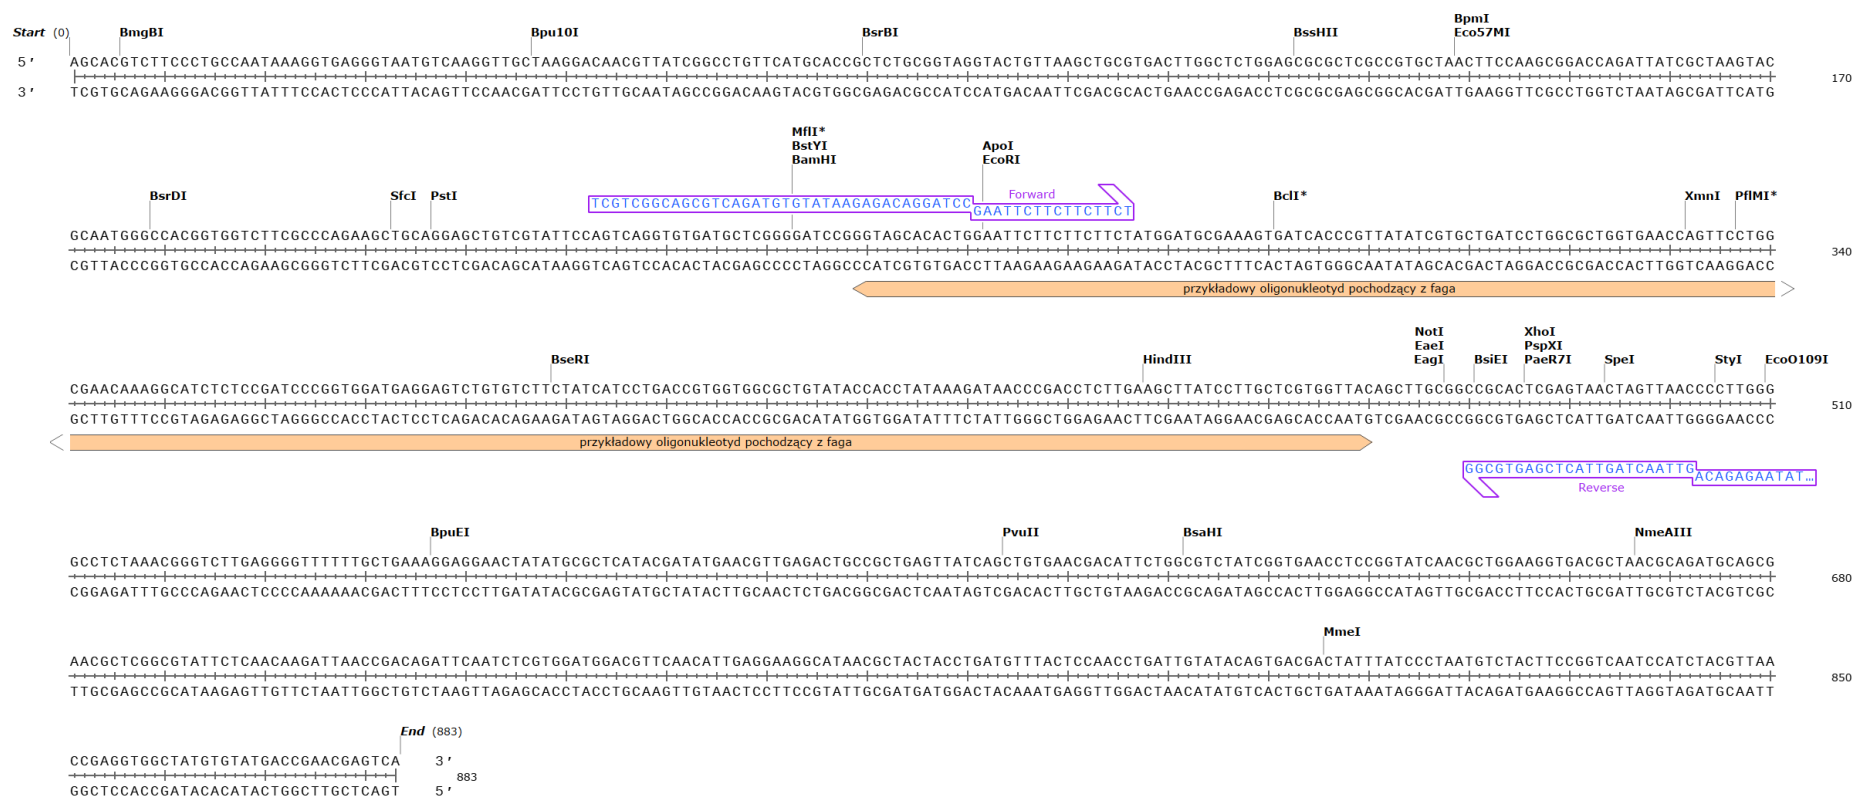 Start (0) BmgBI Bpu10I BsrBI BssHII BpmI
Eco57MI
5' AGCACGTCTTCCCTGCCAATAAAGGTGAGGGTAATGTCAAGGTTGCTAAGGACAACGTTATCGGCCTGTTCATGCACCGCTCTGCGGTAGGTACTGTTAAGCTGCGTGACTTGGCTCTGGAGCGCGCTCGCCGTGCTAACTTCCAAGCGGACCAGATTATCGCTAAGTAC
170
3' TCGTGCAGAAGGGACGGTTATTTCCACTCCCATTACAGTTCCAACGATTCCTGTTGCAATAGCCGGACAAGTACGTGGCGAGACGCCATCCATGACAATTCGACGCACTGAACCGAGACCTCGCGCGAGCGGCACGATTGAAGGTTCGCCTGGTCTAATAGCGATTCATG
MflI*
BstYI ApoI
BamHI EcoRI
BsrDI SfcI PstI Forward BclI* XmnI PflMI*
TCGTCGGCAGCGTCAGATGTGTATAAGAGACAGGATCC
GAATTCTTCTTCTTCT
GCAATGGGCCACGGTGGTCTTCGCCCAGAAGCTGCAGGAGCTGTCGTATTCCAGTCAGGTGTGATGCTCGGGGATCCGGGTAGCACACTGGAATTCTTCTTCTTCTATGGATGCGAAAGTGATCACCCGTTATATCGTGCTGATCCTGGCGCTGGTGAACCAGTTCCTGG
340
CGTTACCCGGTGCCACCAGAAGCGGGTCTTCGACGTCCTCGACAGCATAAGGTCAGTCCACACTACGAGCCCCTAGGCCCATCGTGTGACCTTAAGAAGAAGAAGATACCTACGCTTTCACTAGTGGGCAATATAGCACGACTAGGACCGCGACCACTTGGTCAAGGACC
przykładowy oligonukleotyd pochodzący z faga
NotI XhoI
EaeI PspXI
BseRI HindIII EagI BsiEI PaeR7I SpeI StyI EcoO109I
CGAACAAAGGCATCTCTCCGATCCCGGTGGATGAGGAGTCTGTGTCTTCTATCATCCTGACCGTGGTGGCGCTGTATACCACCTATAAAGATAACCCGACCTCTTGAAGCTTATCCTTGCTCGTGGTTACAGCTTGCGGCCGCACTCGAGTAACTAGTTAACCCCTTGGG
510
GCTTGTTTCCGTAGAGAGGCTAGGGCCACCTACTCCTCAGACACAGAAGATAGTAGGACTGGCACCACCGCGACATATGGTGGATATTTCTATTGGGCTGGAGAACTTCGAATAGGAACGAGCACCAATGTCGAACGCCGGCGTGAGCTCATTGATCAATTGGGGAACCC
przykładowy oligonukleotyd pochodzący z faga
GGCGTGAGCTCATTGATCAATTG
ACAGAGAATAT...
Reverse
BpuEI PvuII BsaHI NmeAIII
GCCTCTAAACGGGTCTTGAGGGGTTTTTTGCTGAAAGGAGGAACTATATGCGCTCATACGATATGAACGTTGAGACTGCCGCTGAGTTATCAGCTGTGAACGACATTCTGGCGTCTATCGGTGAACCTCCGGTATCAACGCTGGAAGGTGACGCTAACGCAGATGCAGCG
680
CGGAGATTTGCCCAGAACTCCCCAAAAAACGACTTTCCTCCTTGATATACGCGAGTATGCTATACTTGCAACTCTGACGGCGACTCAATAGTCGACACTTGCTGTAAGACCGCAGATAGCCACTTGGAGGCCATAGTTGCGACCTTCCACTGCGATTGCGTCTACGTCGC
MmeI
AACGCTCGGCGTATTCTCAACAAGATTAACCGACAGATTCAATCTCGTGGATGGACGTTCAACATTGAGGAAGGCATAACGCTACTACCTGATGTTTACTCCAACCTGATTGTATACAGTGACGACTATTTATCCCTAATGTCTACTTCCGGTCAATCCATCTACGTTAA
850
TTGCGAGCCGCATAAGAGTTGTTCTAATTGGCTGTCTAAGTTAGAGCACCTACCTGCAAGTTGTAACTCCTTCCGTATTGCGATGATGGACTACAAATGAGGTTGGACTAACATATGTCACTGCTGATAAATAGGGATTACAGATGAAGGCCAGTTAGGTAGATGCAATT
End (883)
CCGAGGTGGCTATGTGTATGACCGAACGAGTCA 3'
883
GGCTCCACCGATACACATACTGGCTTGCTCAGT 5'